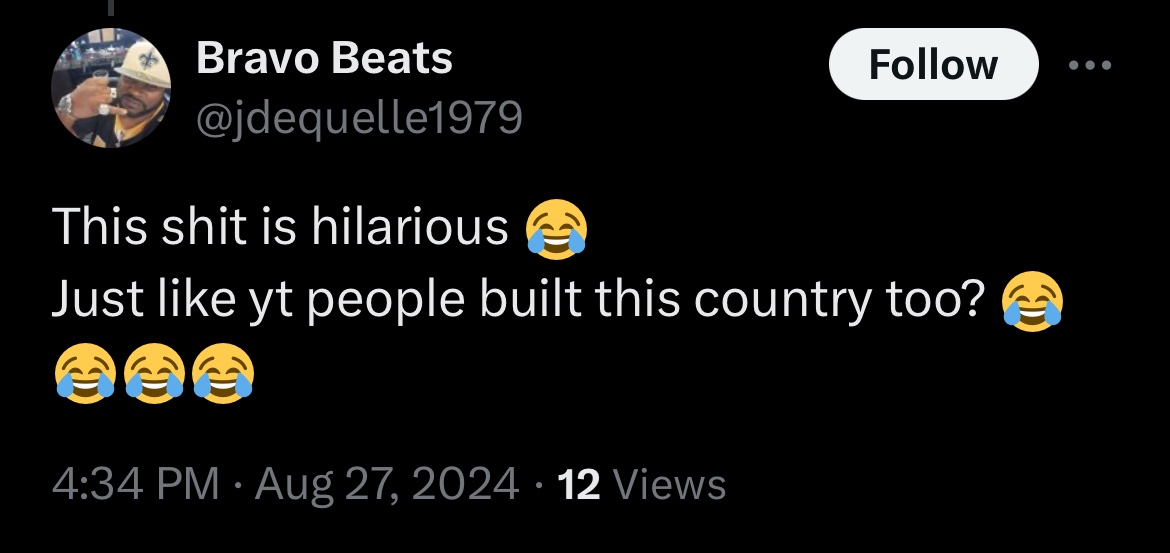 Bravo Beats
@jdequelle1979
Follow
This shit is hilarious 😂
Just like yt people built this country too? 😂
😂😂😂
4:34 PM · Aug 27, 2024 · 12 Views